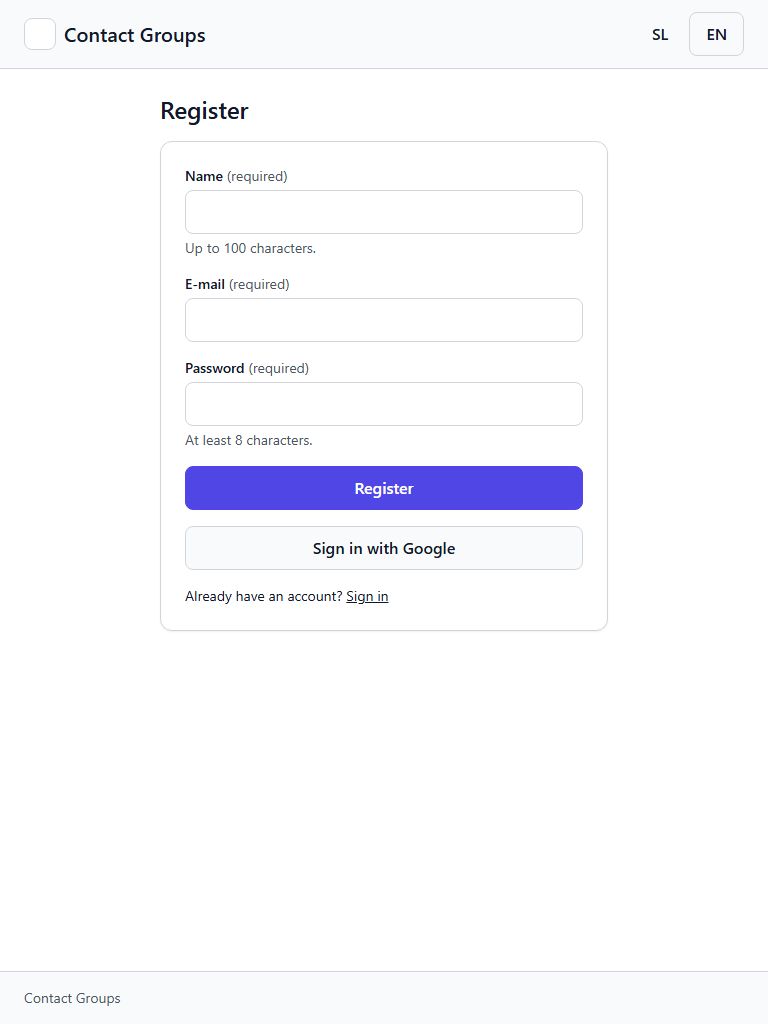 Contact Groups
SL
EN
Register
Name (required)
Up to 100 characters.
E-mail (required)
Password (required)
At least 8 characters.
Register
Sign in with Google
Already have an account? Sign in
Contact Groups